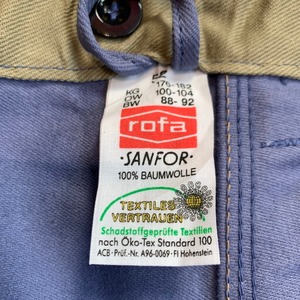 176-182
KG 100-104
OW
BW 88-92
rofa
·SANFOR·
100% BAUMWOLLE
TEXTILES
VERTRAUEN
Schadstoffgeprüfte Textilien
nach Öko-Tex Standard 100
ACB·Prüf.-Nr. A96-0069·FI Hohenstein